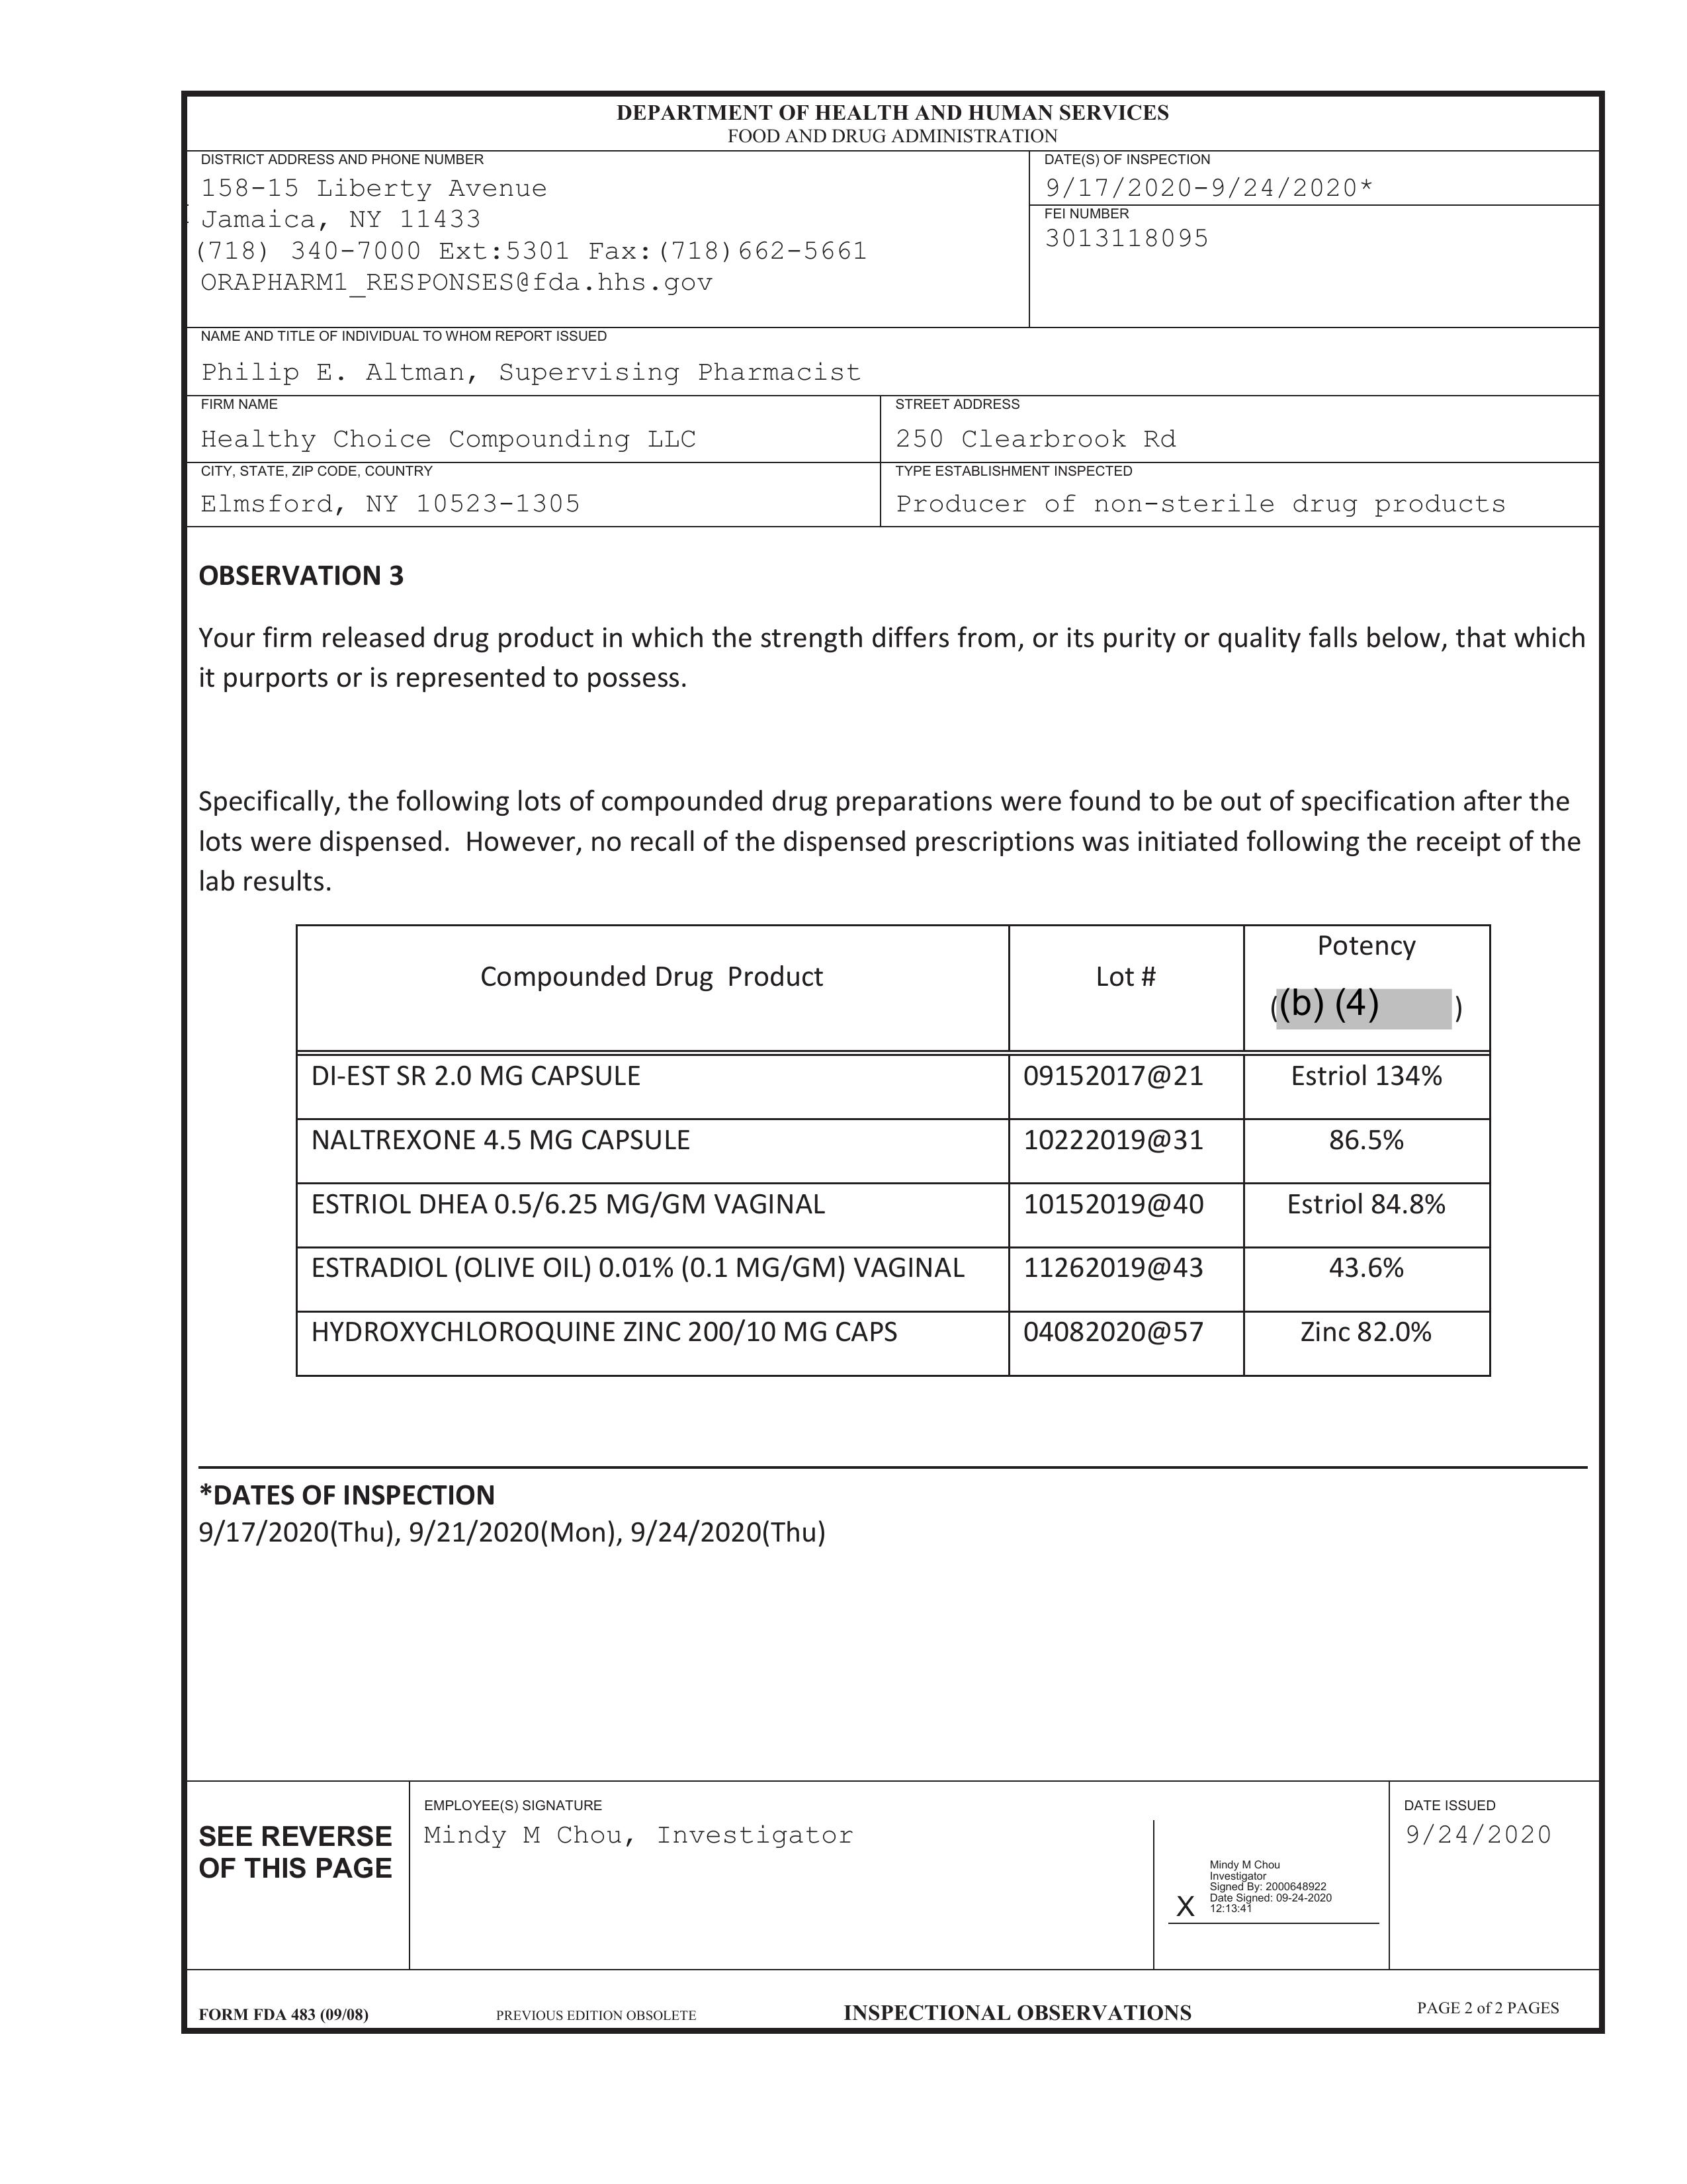 DEPARTMENT OF HEALTH AND HUMAN SERVICES
FOOD AND DRUG ADMINISTRATION
DISTRICT ADDRESS AND PHONE NUMBER
158-15 Liberty Avenue
Jamaica, NY 11433
(718) 340-7000 Ext:5301 Fax:(718)662-5661
ORAPHARM1_RESPONSES@fda.hhs.gov
DATE(S) OF INSPECTION
9/17/2020-9/24/2020*
FEI NUMBER
3013118095
NAME AND TITLE OF INDIVIDUAL TO WHOM REPORT ISSUED
Philip E. Altman, Supervising Pharmacist
FIRM NAME
Healthy Choice Compounding LLC
STREET ADDRESS
250 Clearbrook Rd
CITY, STATE, ZIP CODE, COUNTRY
Elmsford, NY 10523-1305
TYPE ESTABLISHMENT INSPECTED
Producer of non-sterile drug products
OBSERVATION 3
Your firm released drug product in which the strength differs from, or its purity or quality falls below, that which
it purports or is represented to possess.
Specifically, the following lots of compounded drug preparations were found to be out of specification after the
lots were dispensed. However, no recall of the dispensed prescriptions was initiated following the receipt of the
lab results.
Compounded Drug Product Lot # Potency
((b) (4) )
DI-EST SR 2.0 MG CAPSULE 09152017@21 Estriol 134%
NALTREXONE 4.5 MG CAPSULE 10222019@31 86.5%
ESTRIOL DHEA 0.5/6.25 MG/GM VAGINAL 10152019@40 Estriol 84.8%
ESTRADIOL (OLIVE OIL) 0.01% (0.1 MG/GM) VAGINAL 11262019@43 43.6%
HYDROXYCHLOROQUINE ZINC 200/10 MG CAPS 04082020@57 Zinc 82.0%
*DATES OF INSPECTION
9/17/2020(Thu), 9/21/2020(Mon), 9/24/2020(Thu)
SEE REVERSE
OF THIS PAGE
EMPLOYEE(S) SIGNATURE
Mindy M Chou, Investigator
Mindy M Chou
Investigator
Signed By: 2000648922
Date Signed: 09-24-2020
X 12:13:41
DATE ISSUED
9/24/2020
FORM FDA 483 (09/08) PREVIOUS EDITION OBSOLETE INSPECTIONAL OBSERVATIONS PAGE 2 of 2 PAGES